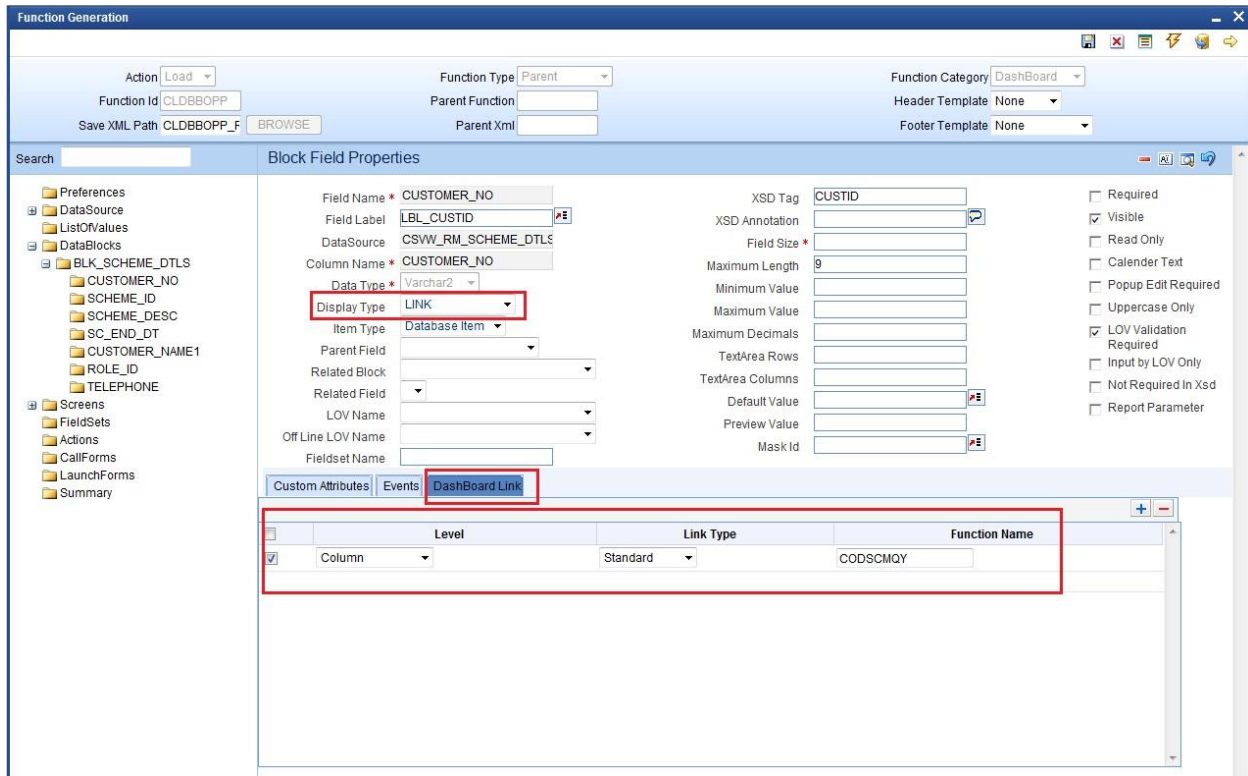 Function Generation
Action Load Function Type Parent Function Category DashBoard
Function Id CLDBBOPP Parent Function Header Template None
Save XML Path CLDBBOPP_F BROWSE Parent Xml Footer Template None
Search
Block Field Properties
Preferences
DataSource
ListOfValues
DataBlocks
BLK_SCHEME_DTLS
CUSTOMER_NO
SCHEME_ID
SCHEME_DESC
SC_END_DT
CUSTOMER_NAME1
ROLE_ID
TELEPHONE
Screens
FieldSets
Actions
CallForms
LaunchForms
Summary
Field Name * CUSTOMER_NO
Field Label LBL_CUSTID
DataSource CSVW_RM_SCHEME_DTLS
Column Name * CUSTOMER_NO
Data Type * Varchar2
Display Type LINK
Item Type Database Item
Parent Field
Related Block
Related Field
LOV Name
Off Line LOV Name
Fieldset Name
XSD Tag CUSTID
XSD Annotation
Field Size *
Maximum Length 9
Minimum Value
Maximum Value
Maximum Decimals
TextArea Rows
TextArea Columns
Default Value
Preview Value
Mask Id
Required
Visible
Read Only
Calender Text
Popup Edit Required
Uppercase Only
LOV Validation
Required
Input by LOV Only
Not Required In Xsd
Report Parameter
Custom Attributes Events DashBoard Link
Level Link Type Function Name
Column Standard CODSCMQY